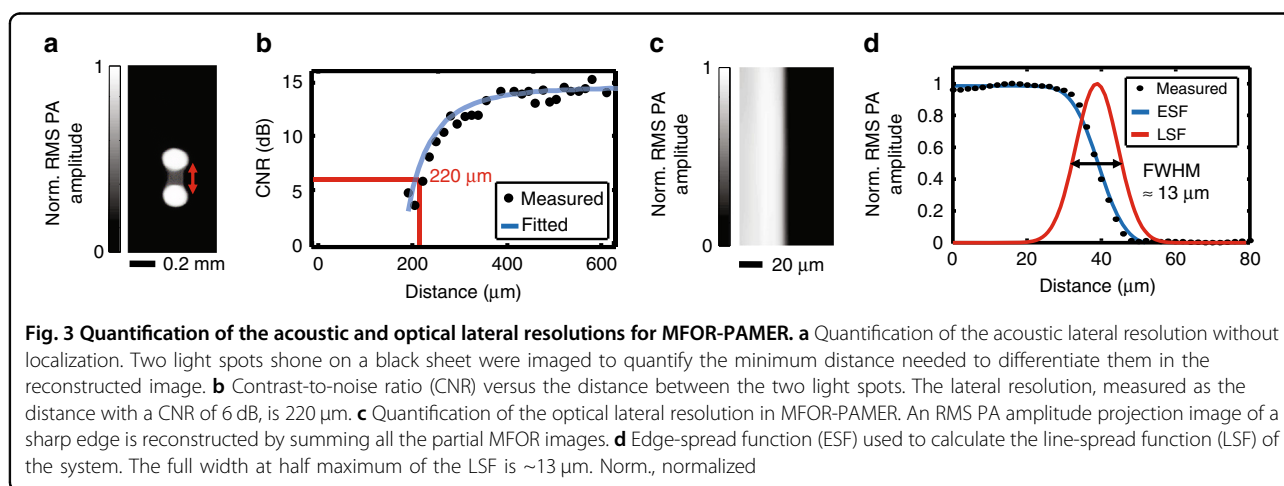 a
1
Norm. RMS PA
amplitude
0
0.2 mm
b
15
10
5
0
CNR (dB)
220 μm
Measured
Fitted
0
200
400
600
Distance (μm)
c
1
Norm. RMS PA
amplitude
0
20 μm
d
1
0.8
0.6
0.4
0.2
0
Norm. RMS PA
amplitude
Measured
ESF
LSF
FWHM
≈ 13 μm
0
20
40
60
80
Distance (μm)
Fig. 3 Quantification of the acoustic and optical lateral resolutions for MFOR-PAMER. a Quantification of the acoustic lateral resolution without
localization. Two light spots shone on a black sheet were imaged to quantify the minimum distance needed to differentiate them in the
reconstructed image. b Contrast-to-noise ratio (CNR) versus the distance between the two light spots. The lateral resolution, measured as the
distance with a CNR of 6 dB, is 220 μm. c Quantification of the optical lateral resolution in MFOR-PAMER. An RMS PA amplitude projection image of a
sharp edge is reconstructed by summing all the partial MFOR images. d Edge-spread function (ESF) used to calculate the line-spread function (LSF) of
the system. The full width at half maximum of the LSF is ~13 μm. Norm., normalized